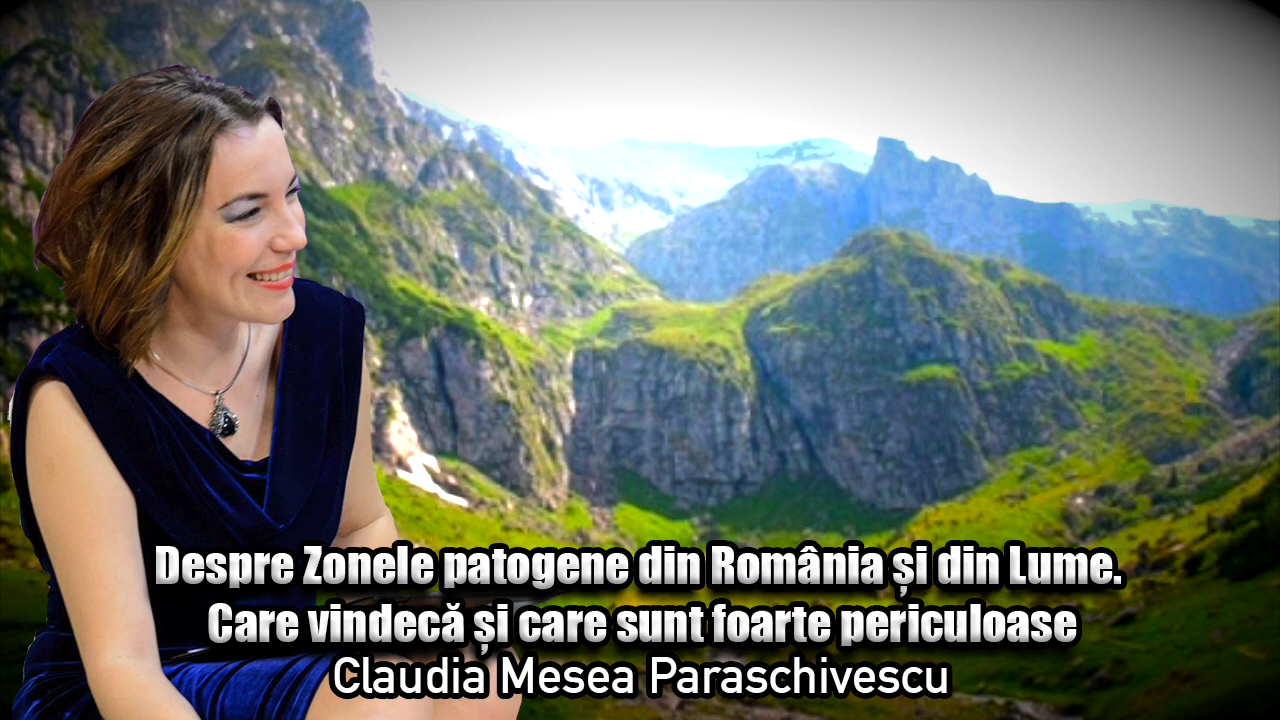 Despre Zonele patogene din România și din Lume.
Care vindecă și care sunt foarte periculoase
Claudia Mesea Paraschivescu